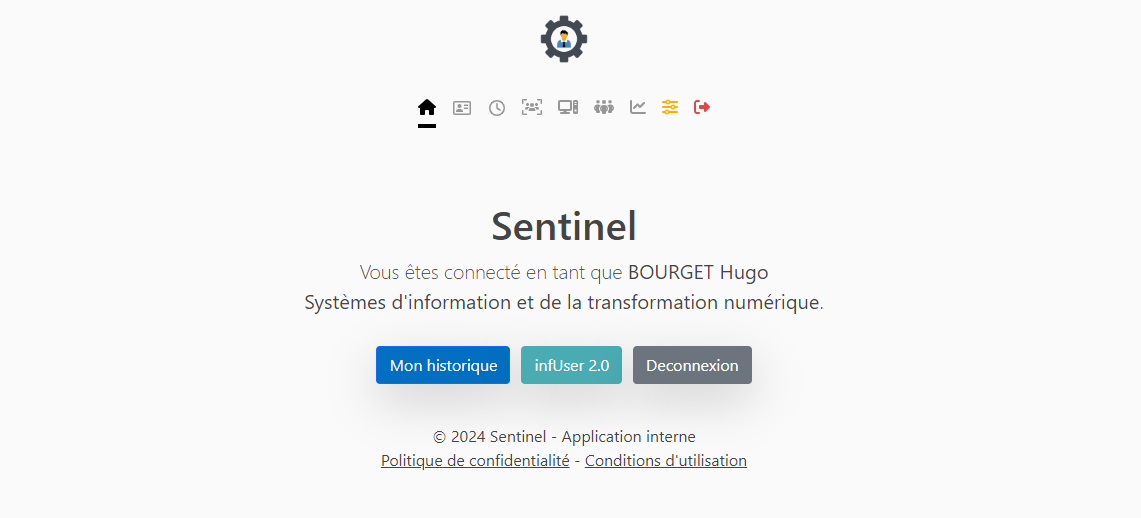 Sentinel
Vous êtes connecté en tant que BOURGET Hugo
Systèmes d'information et de la transformation numérique.
Mon historique
infUser 2.0
Deconnexion
© 2024 Sentinel - Application interne
Politique de confidentialité - Conditions d'utilisation